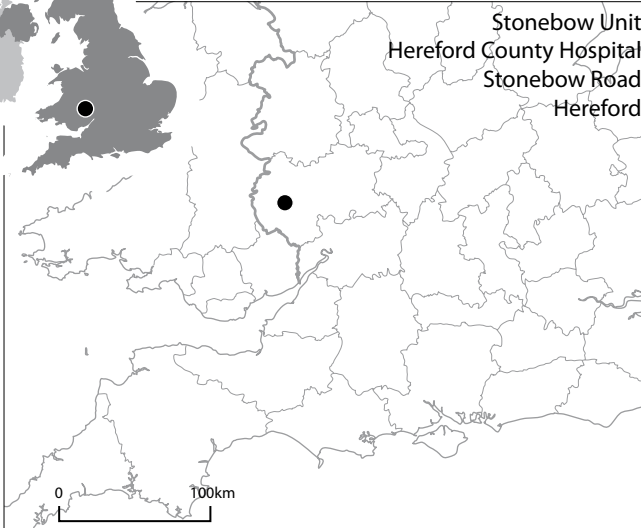 Stonebow Unit
Hereford County Hospital
Stonebow Road
Hereford
0 100km